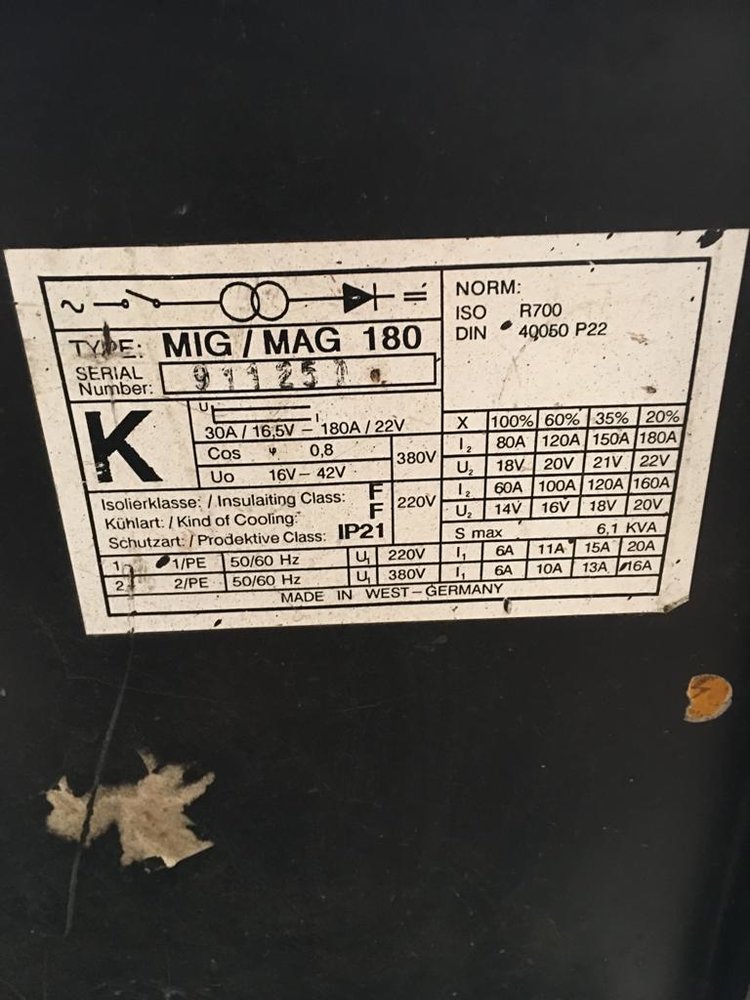 NORM:
ISO R700
DIN 40050 P22
TYPE: MIG / MAG 180
SERIAL Number: 911251
K
U I
30A / 16,5V – 180A / 22V
Cos φ 0,8
Uo 16V – 42V
Isolierklasse: / Insulaiting Class: F
Kühlart: / Kind of Cooling: F
Schutzart: / Prodektive Class: IP21
X 100% 60% 35% 20%
380V I2 80A 120A 150A 180A
U2 18V 20V 21V 22V
220V I2 60A 100A 120A 160A
U2 14V 16V 18V 20V
S max 6,1 KVA
1 1/PE 50/60 Hz U1 220V I1 6A 11A 15A 20A
2 2/PE 50/60 Hz U1 380V I1 6A 10A 13A 16A
MADE IN WEST–GERMANY